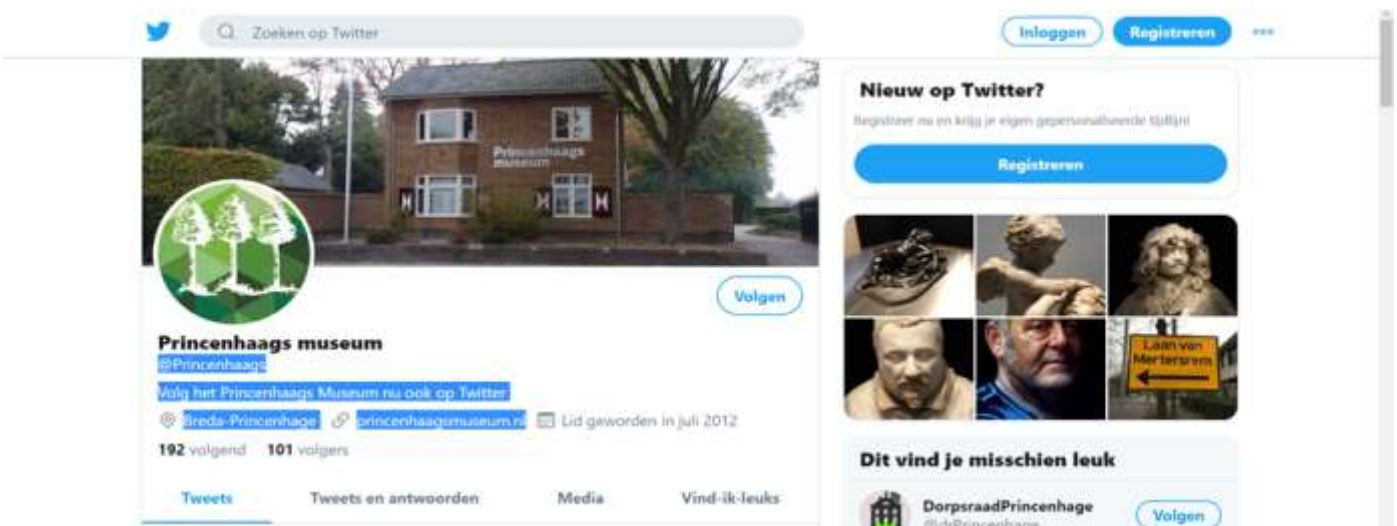 Zoeken op Twitter
Inloggen
Registreren
Princenhaags
museum
Volgen
Princenhaags museum
@Princenhaags
Volg het Princenhaags Museum nu ook op Twitter
Breda-Princenhage princenhaagsmuseum.nl Lid geworden in juli 2012
192 volgend 101 volgers
Tweets Tweets en antwoorden Media Vind-ik-leuks
Nieuw op Twitter?
Registreer nu en krijg je eigen gepersonaliseerde tijdlijn!
Registreren
Laan van
Mertersem
Dit vind je misschien leuk
DorpsraadPrincenhage
@drPrincenhage
Volgen